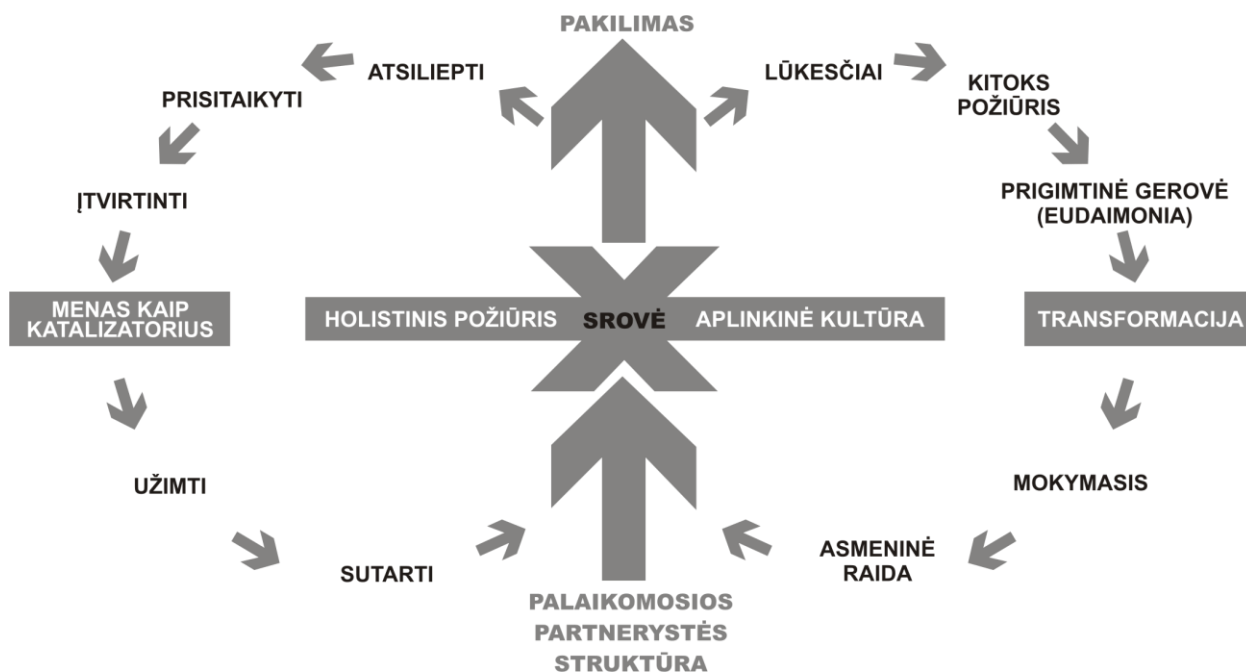 PAKILIMAS
ATSILIEPTI
LŪKESČIAI
PRISITAIKYTI
KITOKS
POŽIŪRIS
ĮTVIRTINTI
PRIGIMTINĖ GEROVĖ
(EUDAIMONIA)
MENAS KAIP
KATALIZATORIUS
HOLISTINIS POŽIŪRIS
SROVĖ
APLINKINĖ KULTŪRA
TRANSFORMACIJA
UŽIMTI
MOKYMASIS
SUTARTI
ASMENINĖ
RAIDA
PALAIKOMOSIOS
PARTNERYSTĖS
STRUKTŪRA